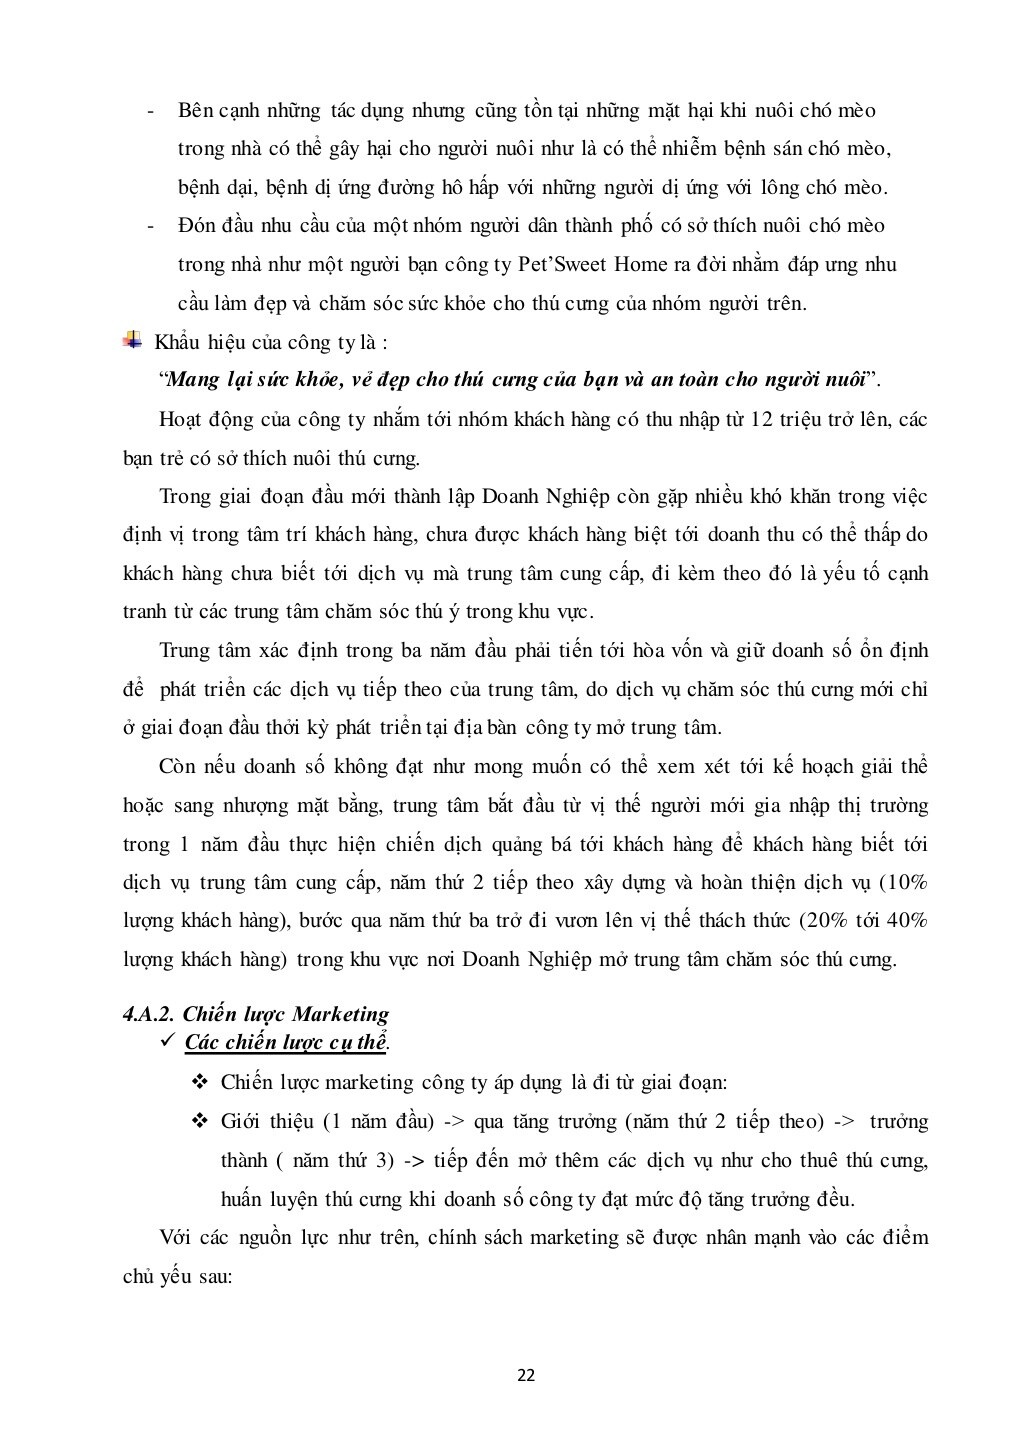 - Bên cạnh những tác dụng nhưng cũng tồn tại những mặt hại khi nuôi chó mèo
trong nhà có thể gây hại cho người nuôi như là có thể nhiễm bệnh sán chó mèo,
bệnh dại, bệnh dị ứng đường hô hấp với những người dị ứng với lông chó mèo.
- Đón đầu nhu cầu của một nhóm người dân thành phố có sở thích nuôi chó mèo
trong nhà như một người bạn công ty Pet’Sweet Home ra đời nhằm đáp ưng nhu
cầu làm đẹp và chăm sóc sức khỏe cho thú cưng của nhóm người trên.
Khẩu hiệu của công ty là :
“Mang lại sức khỏe, vẻ đẹp cho thú cưng của bạn và an toàn cho người nuôi”.
Hoạt động của công ty nhắm tới nhóm khách hàng có thu nhập từ 12 triệu trở lên, các
bạn trẻ có sở thích nuôi thú cưng.
Trong giai đoạn đầu mới thành lập Doanh Nghiệp còn gặp nhiều khó khăn trong việc
định vị trong tâm trí khách hàng, chưa được khách hàng biệt tới doanh thu có thể thấp do
khách hàng chưa biết tới dịch vụ mà trung tâm cung cấp, đi kèm theo đó là yếu tố cạnh
tranh từ các trung tâm chăm sóc thú ý trong khu vực.
Trung tâm xác định trong ba năm đầu phải tiến tới hòa vốn và giữ doanh số ổn định
để phát triển các dịch vụ tiếp theo của trung tâm, do dịch vụ chăm sóc thú cưng mới chỉ
ở giai đoạn đầu thởi kỳ phát triển tại địa bàn công ty mở trung tâm.
Còn nếu doanh số không đạt như mong muốn có thể xem xét tới kế hoạch giải thể
hoặc sang nhượng mặt bằng, trung tâm bắt đầu từ vị thế người mới gia nhập thị trường
trong 1 năm đầu thực hiện chiến dịch quảng bá tới khách hàng để khách hàng biết tới
dịch vụ trung tâm cung cấp, năm thứ 2 tiếp theo xây dựng và hoàn thiện dịch vụ (10%
lượng khách hàng), bước qua năm thứ ba trở đi vươn lên vị thế thách thức (20% tới 40%
lượng khách hàng) trong khu vực nơi Doanh Nghiệp mở trung tâm chăm sóc thú cưng.
4.A.2. Chiến lược Marketing
✓ Các chiến lược cụ thể.
❖ Chiến lược marketing công ty áp dụng là đi từ giai đoạn:
❖ Giới thiệu (1 năm đầu) -> qua tăng trưởng (năm thứ 2 tiếp theo) -> trưởng
thành ( năm thứ 3) -> tiếp đến mở thêm các dịch vụ như cho thuê thú cưng,
huấn luyện thú cưng khi doanh số công ty đạt mức độ tăng trưởng đều.
Với các nguồn lực như trên, chính sách marketing sẽ được nhân mạnh vào các điểm
chủ yếu sau:
22